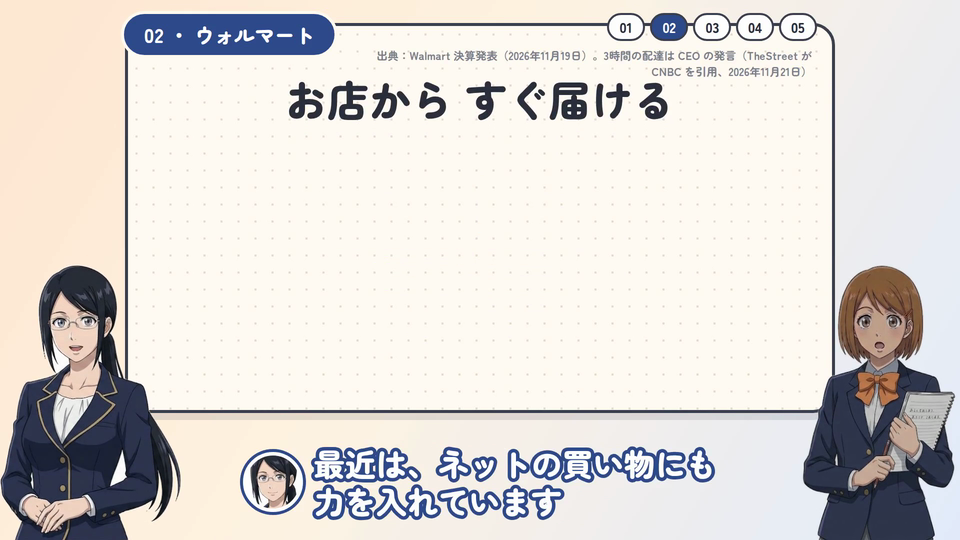 02 ・ ウォルマート
01 02 03 04 05
出典：Walmart 決算発表（2026年11月19日）。3時間の配達は CEO の発言（TheStreet が
CNBC を引用、2026年11月21日）
お店から すぐ届ける
最近は、ネットの買い物にも
力を入れています